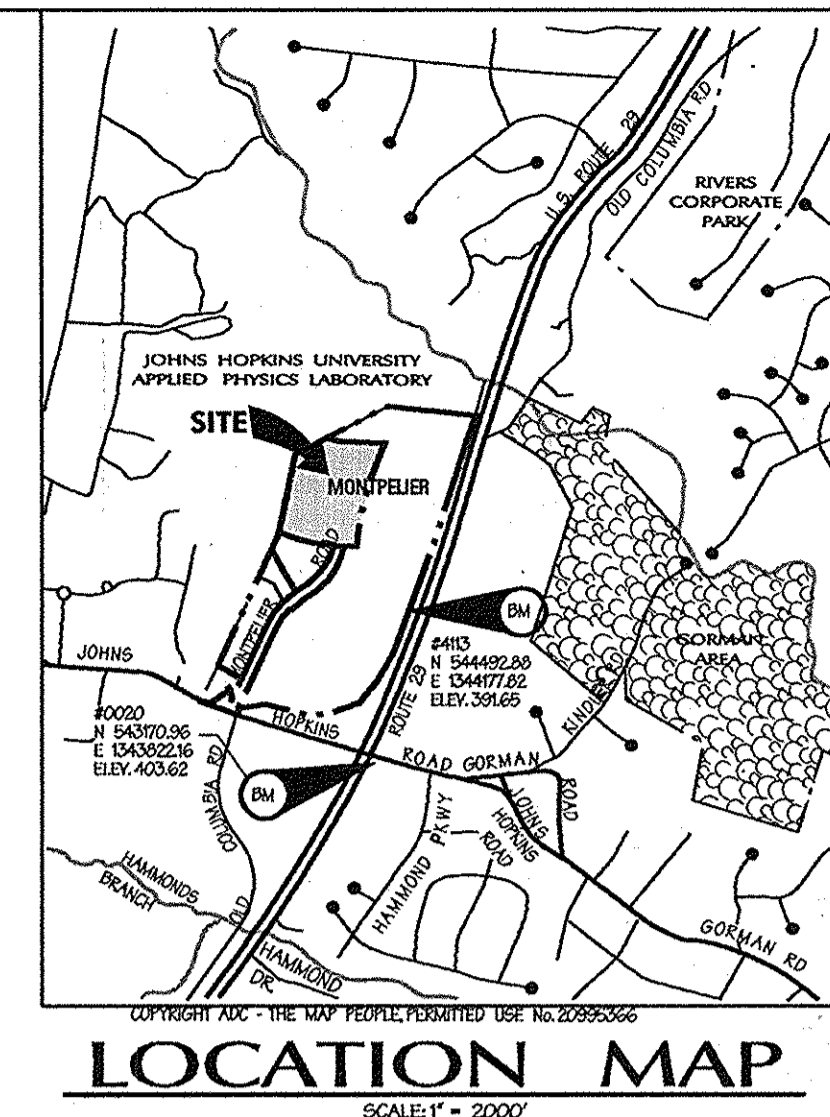 U.S. ROUTE 29
OLD COLUMBIA RD
RIVERS
CORPORATE
PARK
JOHNS HOPKINS UNIVERSITY
APPLIED PHYSICS LABORATORY
SITE
MONTPELIER
ROAD
MONTPELIER
BM
#4113
N 544492.88
E 1344177.82
ELEV. 391.65
GORMAN
AREA
JOHNS
HOPKINS
ROUTE 29
#0020
N 543170.96
E 1343822.16
ELEV. 403.62
BM
ROAD GORMAN
ROAD
JOHNS
HOPKINS
ROAD
HAMMOND PKWY
OLD COLUMBIA RD
HAMMONDS
BRANCH
HAMMOND
DR.
GORMAN RD
COPYRIGHT ADC - THE MAP PEOPLE, PERMITTED USE No. 20995366
LOCATION MAP
SCALE: 1" = 2000'